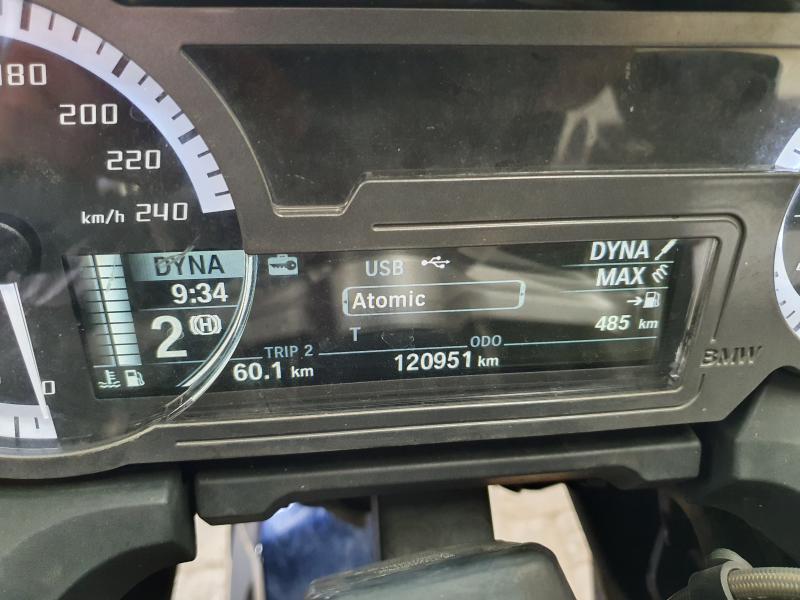 180
200
220
km/h 240
DYNA
9:34
2 (H)
0
USB
Atomic
T
DYNA
MAX
485 km
TRIP 2
60.1 km
ODO
120951 km
BMW